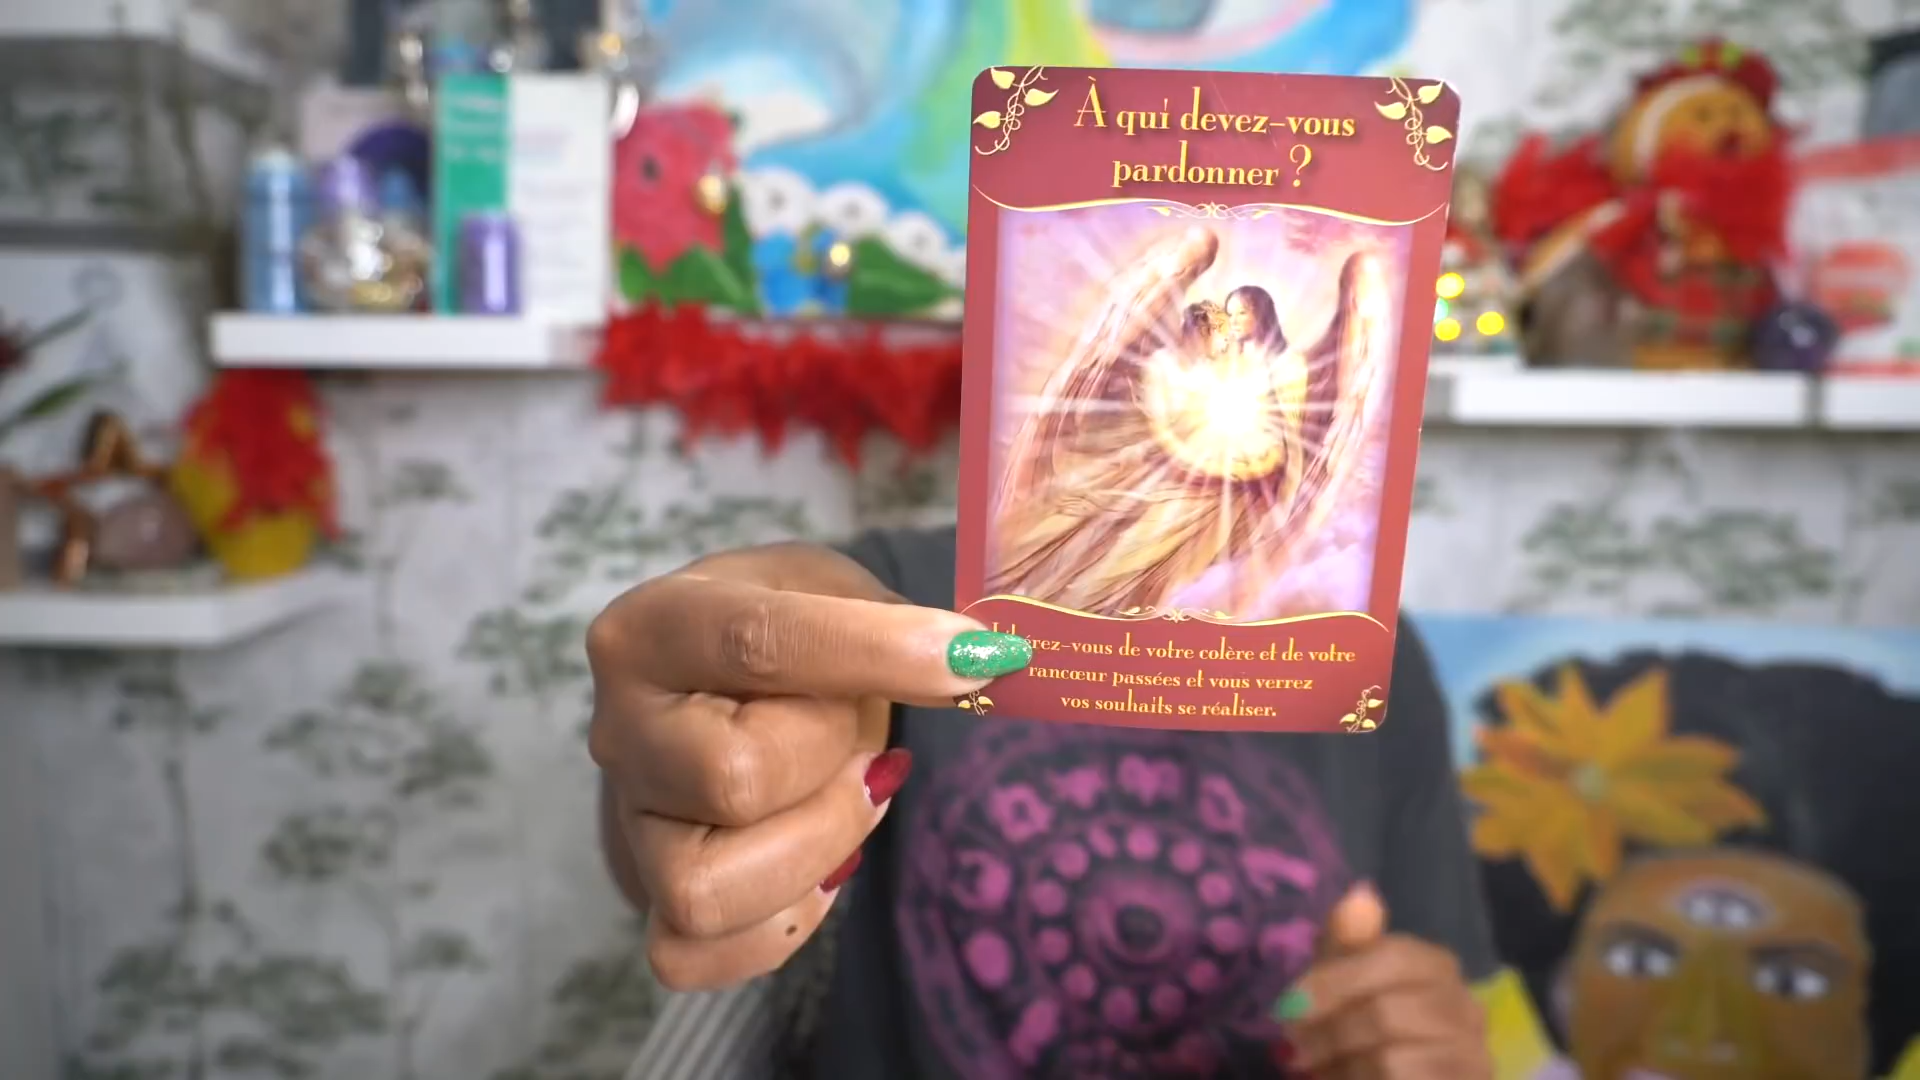 À qui devez-vous
pardonner ?
Libérez-vous de votre colère et de votre
rancœur passées et vous verrez
vos souhaits se réaliser.